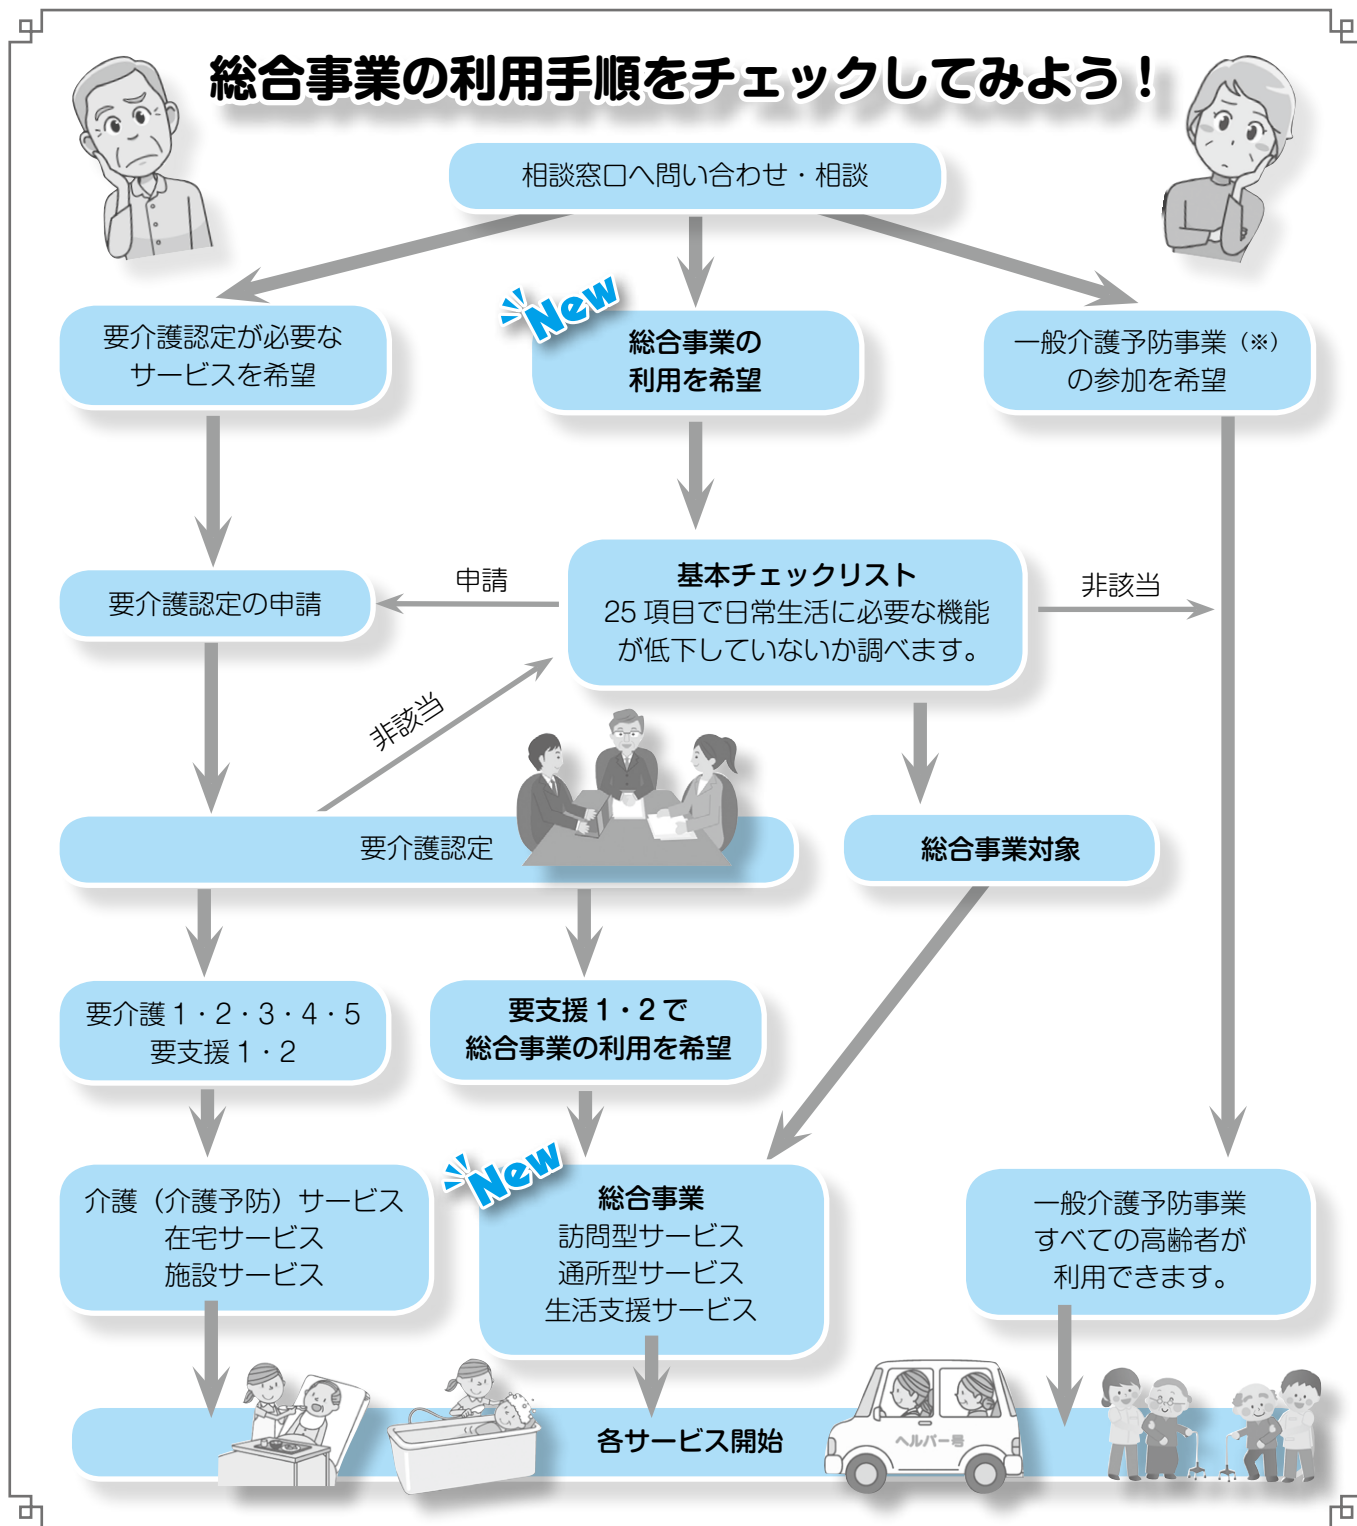 総合事業の利用手順をチェックしてみよう！
相談窓口へ問い合わせ・相談
要介護認定が必要な
サービスを希望
New
総合事業の
利用を希望
一般介護予防事業（※）
の参加を希望
要介護認定の申請
申請
基本チェックリスト
25 項目で日常生活に必要な機能
が低下していないか調べます。
非該当
非該当
要介護認定
総合事業対象
要介護 1・2・3・4・5
要支援 1・2
要支援 1・2 で
総合事業の利用を希望
介護（介護予防）サービス
在宅サービス
施設サービス
New
総合事業
訪問型サービス
通所型サービス
生活支援サービス
一般介護予防事業
すべての高齢者が
利用できます。
各サービス開始
ヘルパー号